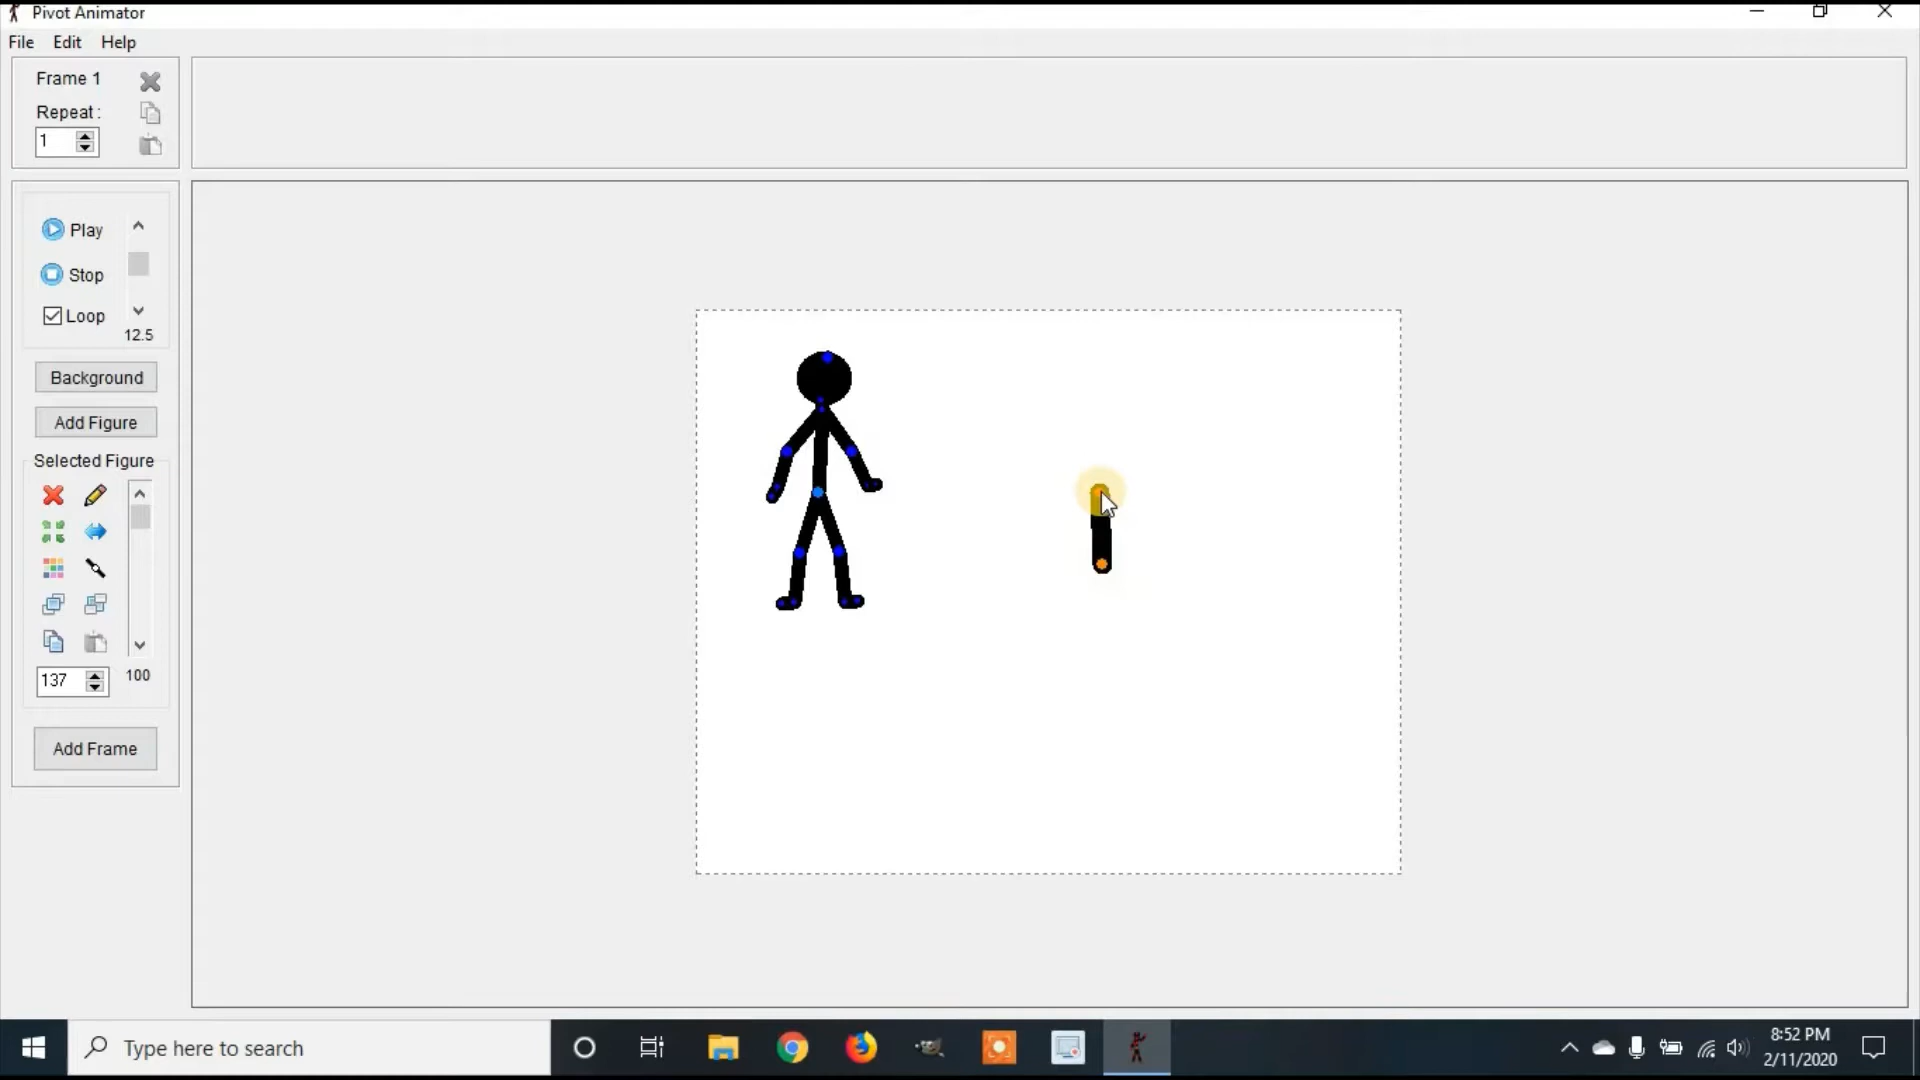 Pivot Animator
File Edit Help
Frame 1
Repeat :
1
Play
Stop
Loop
12.5
Background
Add Figure
Selected Figure
137
100
Add Frame
Type here to search
8:52 PM
2/11/2020